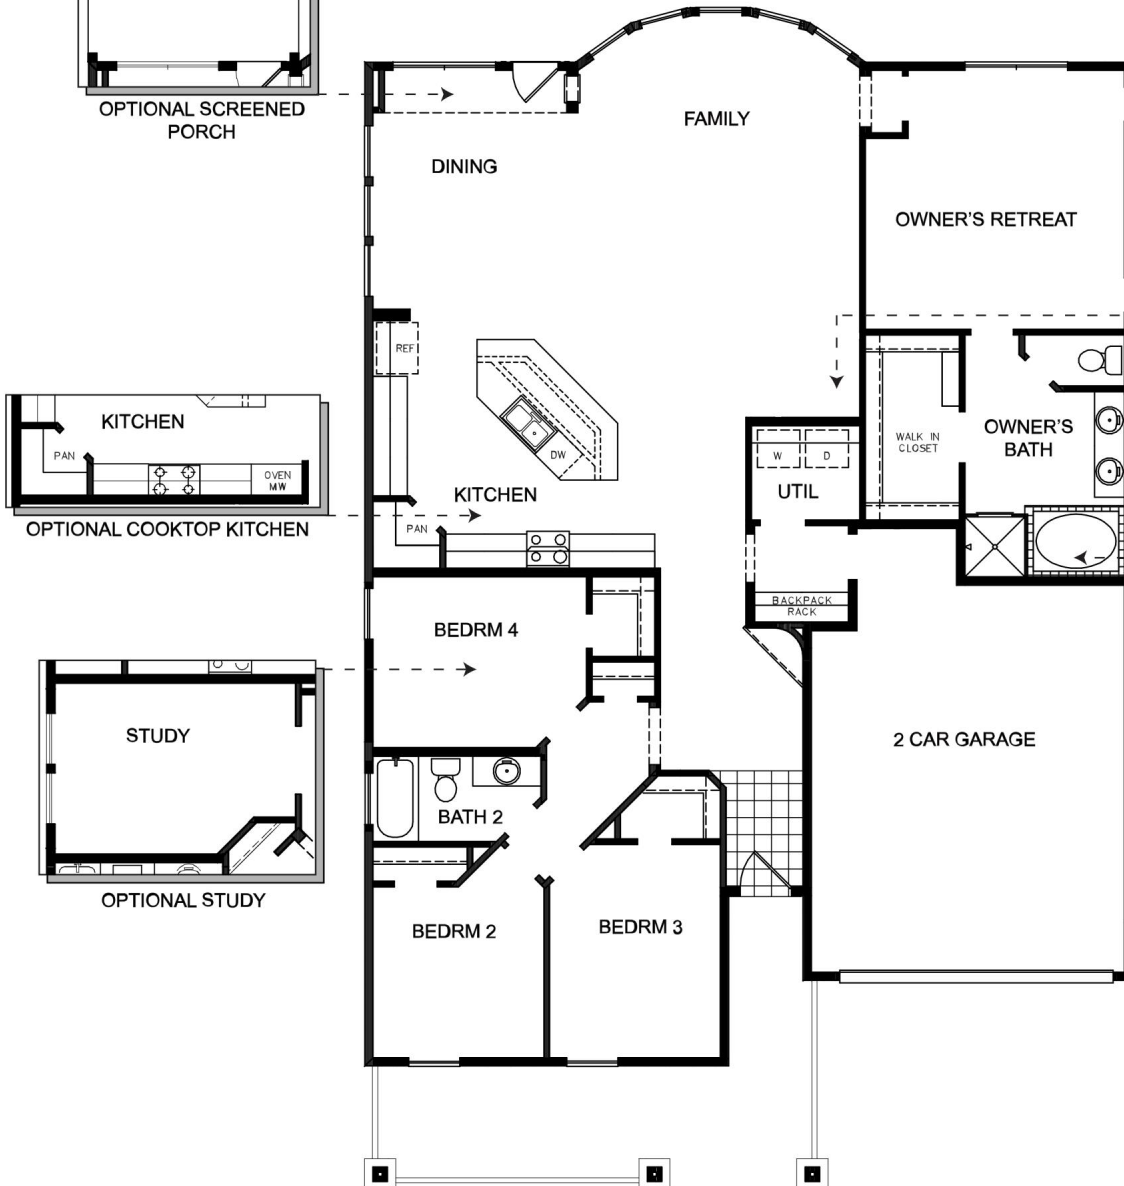 OPTIONAL SCREENED
PORCH
DINING
FAMILY
OWNER'S RETREAT
REF
KITCHEN
PAN
OVEN
MW
OPTIONAL COOKTOP KITCHEN
DW
KITCHEN
PAN
W
D
UTIL
WALK IN
CLOSET
OWNER'S
BATH
BACKPACK
RACK
BEDRM 4
STUDY
OPTIONAL STUDY
2 CAR GARAGE
BATH 2
BEDRM 2
BEDRM 3